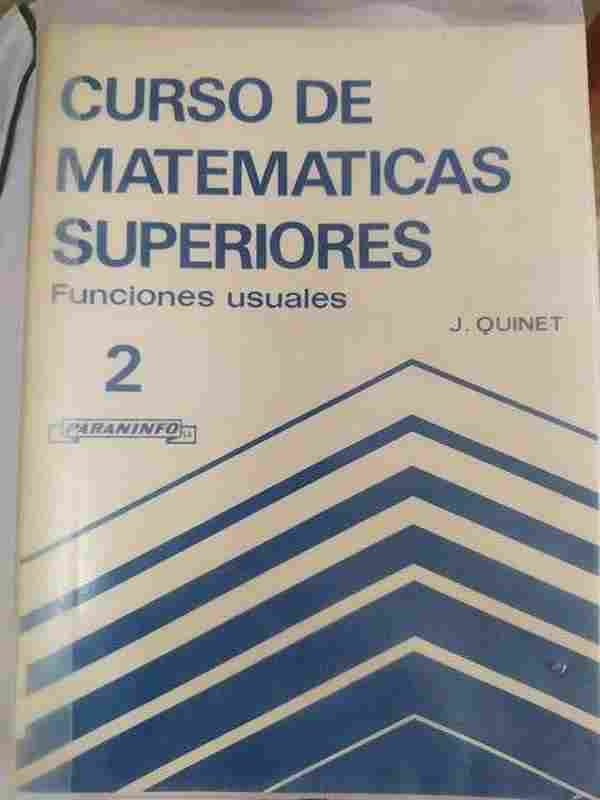 CURSO DE
MATEMATICAS
SUPERIORES
Funciones usuales
J. QUINET
2
PARANINFO S.A.